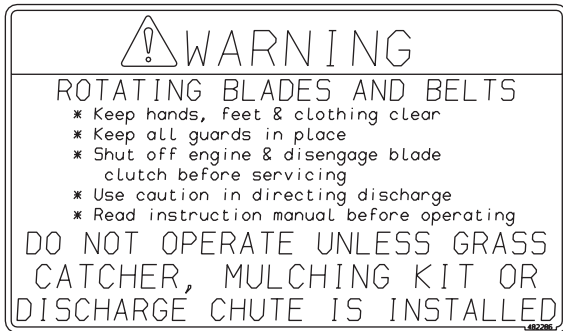 WARNING
ROTATING BLADES AND BELTS
* Keep hands, feet & clothing clear
* Keep all guards in place
* Shut off engine & disengage blade
clutch before servicing
* Use caution in directing discharge
* Read instruction manual before operating
DO NOT OPERATE UNLESS GRASS
CATCHER, MULCHING KIT OR
DISCHARGE CHUTE IS INSTALLED
482286